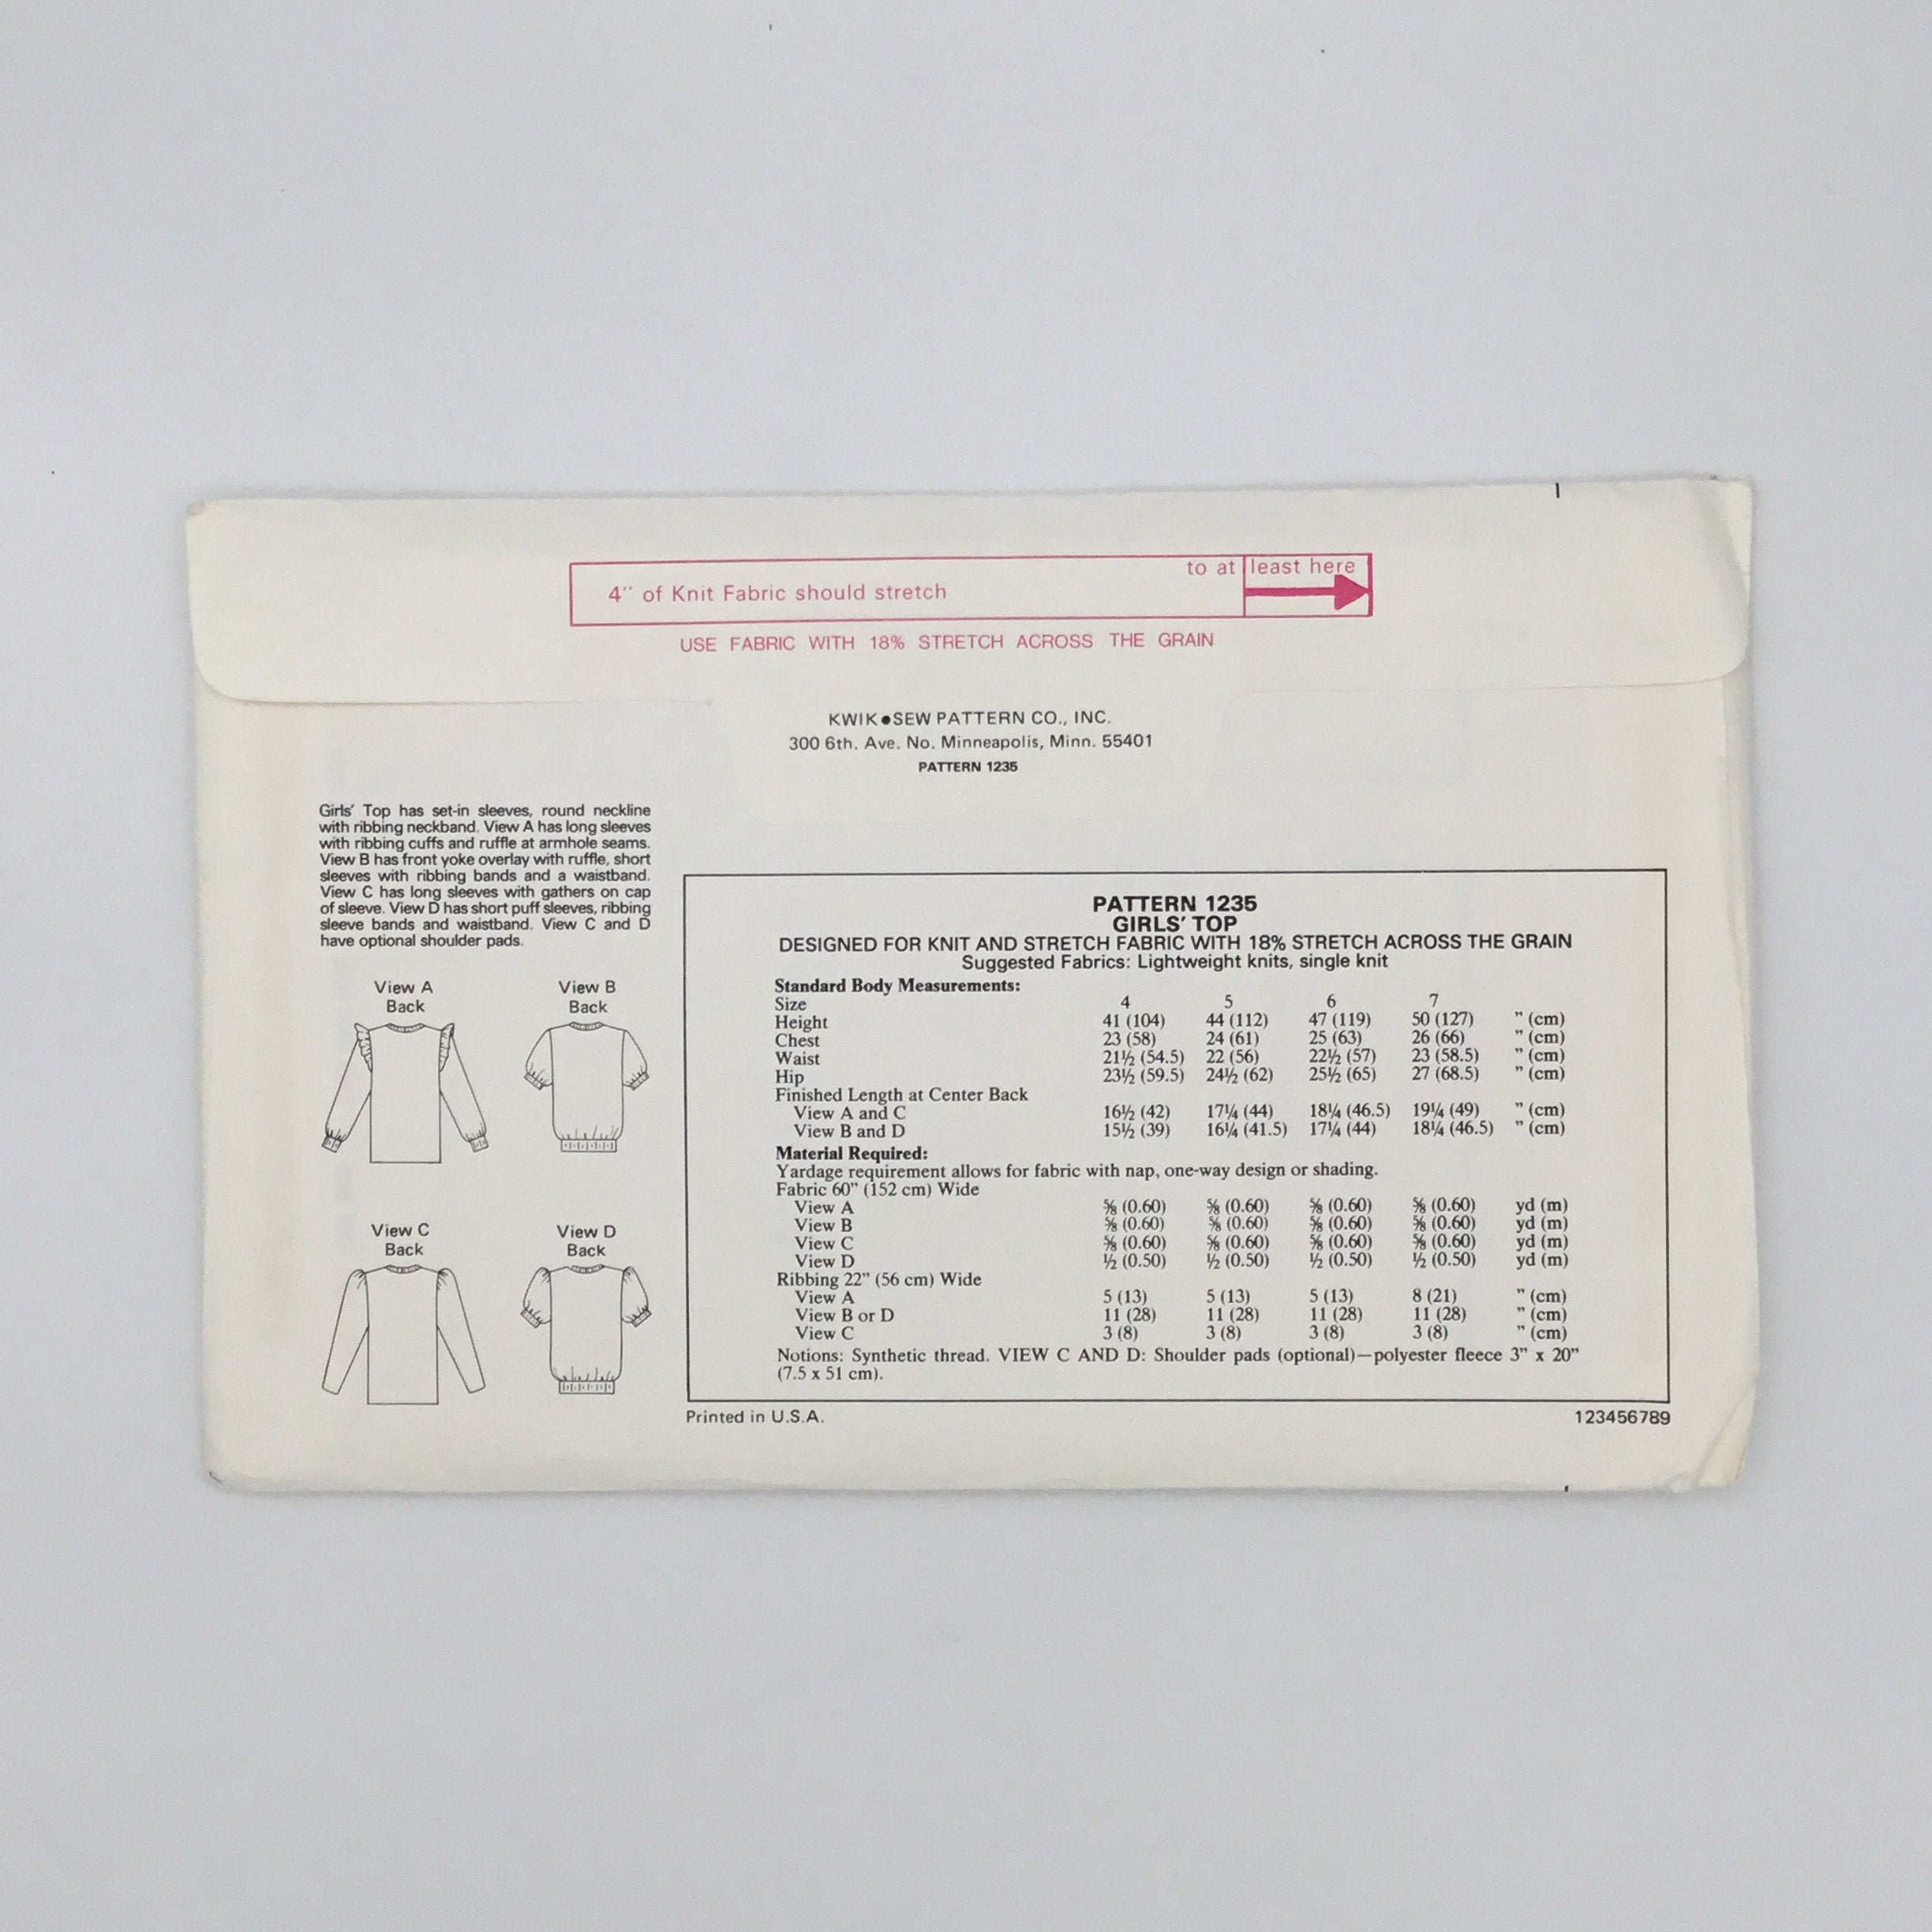 to at least here
4" of Knit Fabric should stretch
USE FABRIC WITH 18% STRETCH ACROSS THE GRAIN
KWIK●SEW PATTERN CO., INC.
300 6th. Ave. No. Minneapolis, Minn. 55401
PATTERN 1235
Girls' Top has set-in sleeves, round neckline
with ribbing neckband. View A has long sleeves
with ribbing cuffs and ruffle at armhole seams.
View B has front yoke overlay with ruffle, short
sleeves with ribbing bands and a waistband.
View C has long sleeves with gathers on cap
of sleeve. View D has short puff sleeves, ribbing
sleeve bands and waistband. View C and D
have optional shoulder pads.
View A
Back
View B
Back
View C
Back
View D
Back
PATTERN 1235
GIRLS' TOP
DESIGNED FOR KNIT AND STRETCH FABRIC WITH 18% STRETCH ACROSS THE GRAIN
Suggested Fabrics: Lightweight knits, single knit
Standard Body Measurements:
Size 4 5 6 7
Height 41 (104) 44 (112) 47 (119) 50 (127) " (cm)
Chest 23 (58) 24 (61) 25 (63) 26 (66) " (cm)
Waist 21½ (54.5) 22 (56) 22½ (57) 23 (58.5) " (cm)
Hip 23½ (59.5) 24½ (62) 25½ (65) 27 (68.5) " (cm)
Finished Length at Center Back
View A and C 16½ (42) 17¼ (44) 18¼ (46.5) 19¼ (49) " (cm)
View B and D 15½ (39) 16¼ (41.5) 17¼ (44) 18¼ (46.5) " (cm)
Material Required:
Yardage requirement allows for fabric with nap, one-way design or shading.
Fabric 60" (152 cm) Wide
View A ⅝ (0.60) ⅝ (0.60) ⅝ (0.60) ⅝ (0.60) yd (m)
View B ⅝ (0.60) ⅝ (0.60) ⅝ (0.60) ⅝ (0.60) yd (m)
View C ⅝ (0.60) ⅝ (0.60) ⅝ (0.60) ⅝ (0.60) yd (m)
View D ½ (0.50) ½ (0.50) ½ (0.50) ½ (0.50) yd (m)
Ribbing 22" (56 cm) Wide
View A 5 (13) 5 (13) 5 (13) 8 (21) " (cm)
View B or D 11 (28) 11 (28) 11 (28) 11 (28) " (cm)
View C 3 (8) 3 (8) 3 (8) 3 (8) " (cm)
Notions: Synthetic thread. VIEW C AND D: Shoulder pads (optional)—polyester fleece 3" x 20"
(7.5 x 51 cm).
Printed in U.S.A.
123456789